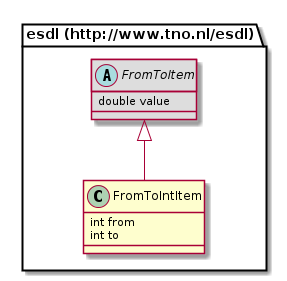 esdl (http://www.tno.nl/esdl)
A FromToItem
double value
C FromToIntItem
int from
int to